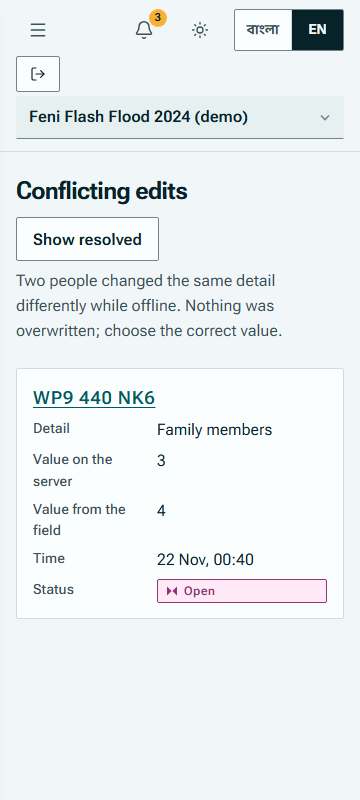 3
বাংলা
EN
Feni Flash Flood 2024 (demo)
Conflicting edits
Show resolved
Two people changed the same detail
differently while offline. Nothing was
overwritten; choose the correct value.
WP9 440 NK6
Detail
Family members
Value on the
server
3
Value from the
field
4
Time
22 Nov, 00:40
Status
Open